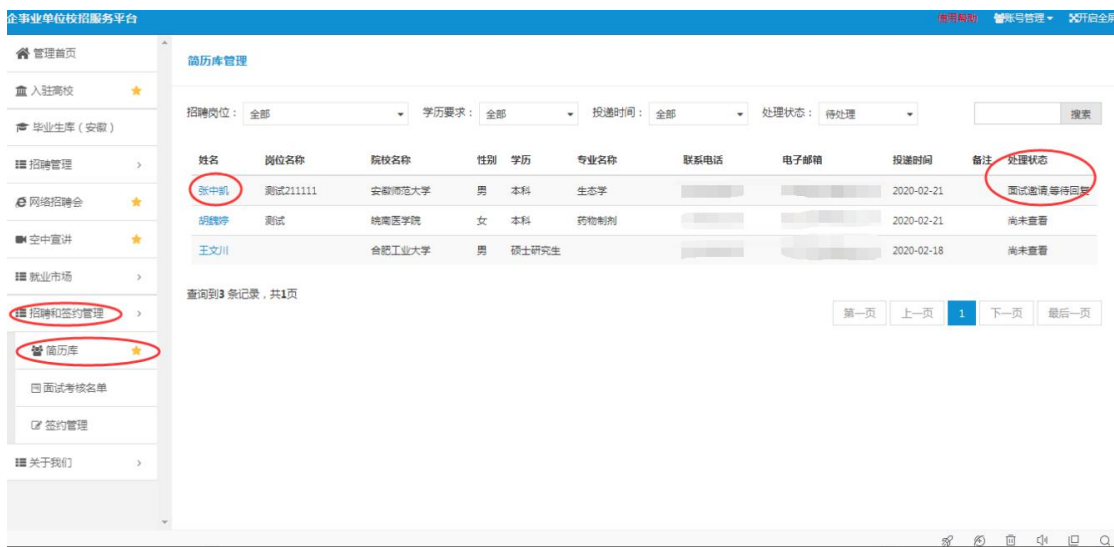 企事业单位校招服务平台 使用帮助 账号管理 开启全屏
管理首页
简历库管理
入驻高校
招聘岗位： 全部 学历要求： 全部 投递时间： 全部 处理状态： 待处理 搜索
毕业生库（安徽）
招聘管理
姓名 岗位名称 院校名称 性别 学历 专业名称 联系电话 电子邮箱 投递时间 备注 处理状态
张中凯 测试211111 安徽师范大学 男 本科 生态学 2020-02-21 面试邀请,等待回复
网络招聘会
胡魏婷 测试 皖南医学院 女 本科 药物制剂 2020-02-21 尚未查看
空中宣讲
王文川 合肥工业大学 男 硕士研究生 2020-02-18 尚未查看
就业市场
查询到3 条记录，共1页
招聘和签约管理
第一页 上一页 1 下一页 最后一页
简历库
面试考核名单
签约管理
关于我们